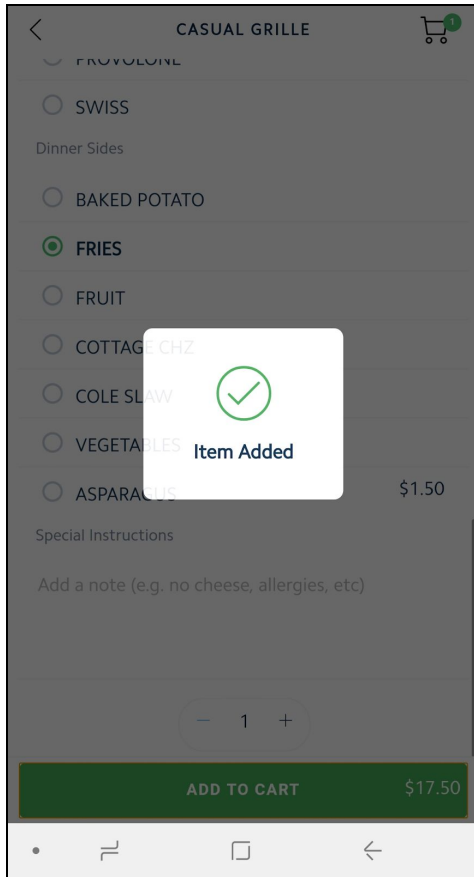 CASUAL GRILLE
1
PROVOLONE
SWISS
Dinner Sides
BAKED POTATO
FRIES
FRUIT
COTTAGE CHZ
COLE SLAW
VEGETABLES
Item Added
ASPARAGUS $1.50
Special Instructions
Add a note (e.g. no cheese, allergies, etc)
− 1 +
ADD TO CART $17.50